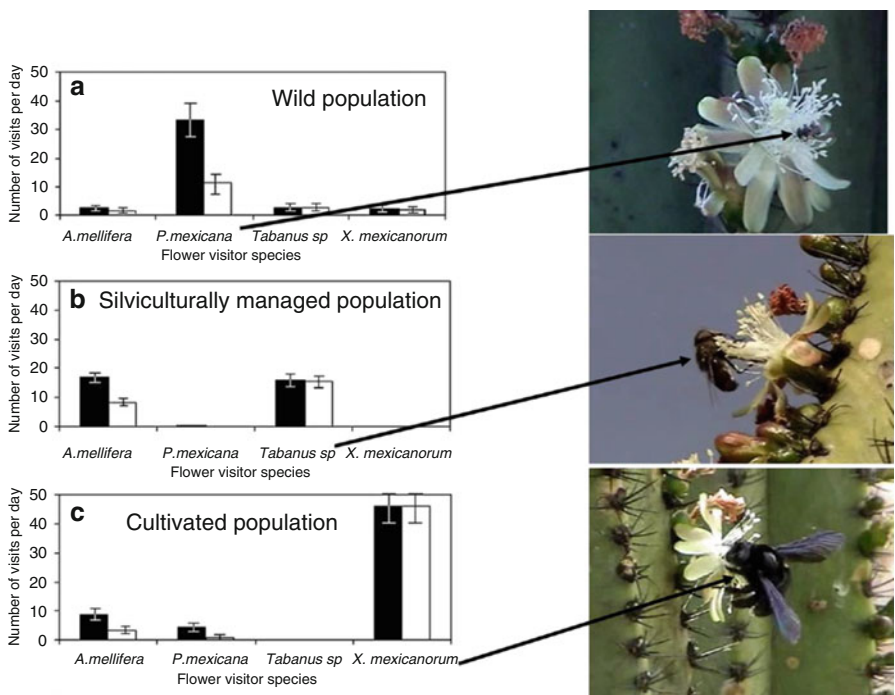 50
a
Wild population
40
30
20
10
0
Number of visits per day
A.mellifera P.mexicana Tabanus sp X. mexicanorum
Flower visitor species
50
b Silviculturally managed population
40
30
20
10
0
Number of visits per day
A.mellifera P.mexicana Tabanus sp X. mexicanorum
Flower visitor species
50
c
Cultivated population
40
30
20
10
0
Number of visits per day
A.mellifera P.mexicana Tabanus sp X. mexicanorum
Flower visitor species